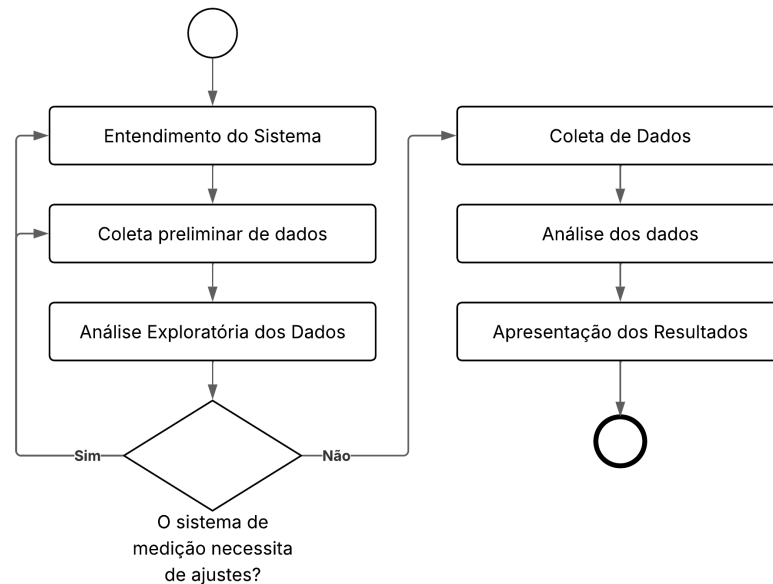 Entendimento do Sistema
Coleta preliminar de dados
Análise Exploratória dos Dados
Sim
Não
O sistema de
medição necessita
de ajustes?
Coleta de Dados
Análise dos dados
Apresentação dos Resultados